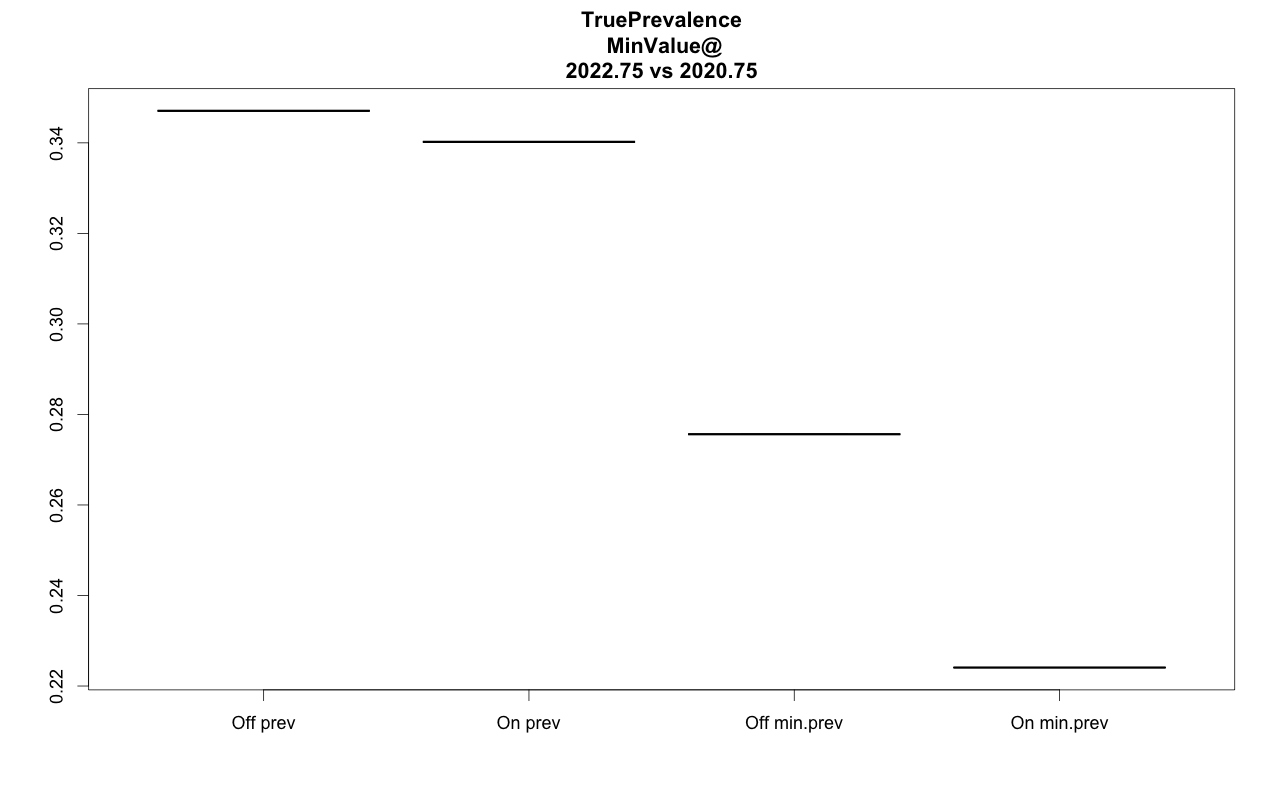 TruePrevalence
MinValue@
2022.75 vs 2020.75
0.34
0.32
0.30
0.28
0.26
0.24
0.22
Off prev
On prev
Off min.prev
On min.prev